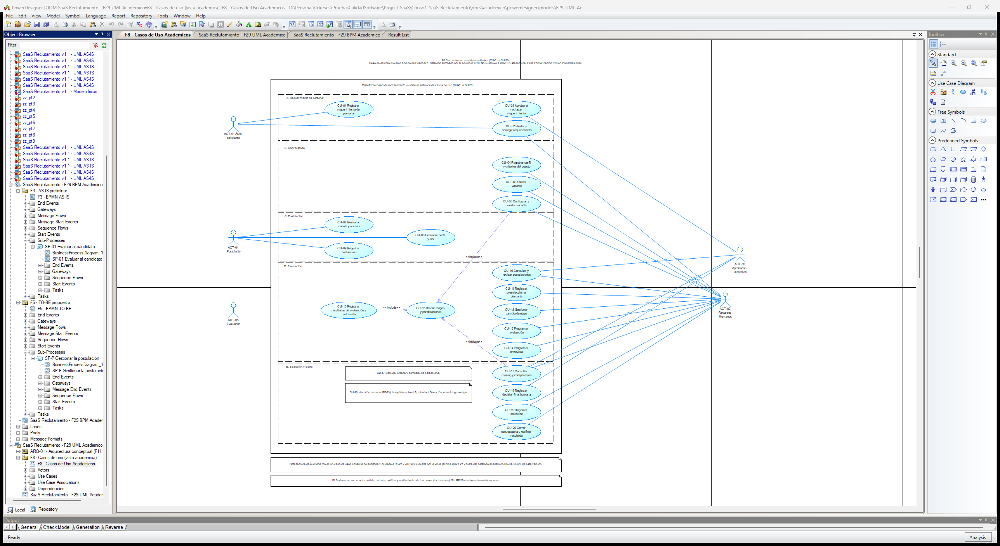 PowerDesigner [OOM SaaS Reclutamiento - F29 UML Academico::F8 - Casos de uso (vista academica), F8 - Casos de Uso Academicos - D:\Personal\Courses\PruebasCalidadSoftware\Project_SaaS\Conso1_SaaS_Reclutamiento\docs\academico\powerdesigner\models\F29_UML_Ac
File Edit View Model Symbol Language Report Repository Tools Window Help
Object Browser
Filter:
SaaS Reclutamiento v1.1 - UML AS-IS
SaaS Reclutamiento v1.1 - UML AS-IS
SaaS Reclutamiento v1.1 - UML AS-IS
SaaS Reclutamiento v1.1 - UML AS-IS
SaaS Reclutamiento v1.1 - UML AS-IS
SaaS Reclutamiento v1.1 - UML AS-IS
SaaS Reclutamiento v1.1 - Modelo fisico
zz_pt2
zz_pt3
zz_pt4
zz_pt5
zz_pt6
zz_pt7
zz_pt8
zz_pt9
SaaS Reclutamiento v1.1 - UML AS-IS
SaaS Reclutamiento v1.1 - UML AS-IS
SaaS Reclutamiento v1.1 - UML AS-IS
SaaS Reclutamiento v1.1 - UML AS-IS
SaaS Reclutamiento v1.1 - UML AS-IS
SaaS Reclutamiento v1.1 - UML AS-IS
SaaS Reclutamiento - F29 BPM Academico
F3 - AS-IS preliminar
F3 - BPMN AS-IS
End Events
Gateways
Message Flows
Message Start Events
Sequence Flows
Start Events
Sub-Processes
SP-01 Evaluar al candidato
BusinessProcessDiagram_1
SP-01 Evaluar al candidato
End Events
Gateways
Sequence Flows
Start Events
Tasks
Tasks
F5 - TO-BE propuesto
F5 - BPMN TO-BE
End Events
Gateways
Message Flows
Message Start Events
Sequence Flows
Start Events
Sub-Processes
SP-P Gestionar la postulación
BusinessProcessDiagram_1
SP-P Gestionar la postulació
End Events
Gateways
Message End Events
Sequence Flows
Start Events
Tasks
Tasks
SaaS Reclutamiento - F29 BPM Academ
Lanes
Pools
Message Formats
SaaS Reclutamiento - F29 UML Academico
ARQ-01 - Arquitectura conceptual (F11
F8 - Casos de uso (vista academica)
F8 - Casos de Uso Academicos
Actors
Use Cases
Use Case Associations
Dependencies
SaaS Reclutamiento - F29 UML Academ
Local Repository
F8 - Casos de Uso Academicos
SaaS Reclutamiento - F29 UML Academico
SaaS Reclutamiento - F29 BPM Academico
Result List
F8 Casos de uso — vista académica (CU-01 a CU-20)
Caso de estudio: Colegio Andino de Huancayo. Catálogo aprobado por el equipo (F27D). No sustituye a UC-01 (vista técnica, F23). Formalización F29 en PowerDesigner.
Plataforma SaaS de reclutamiento — vista académica de casos de uso (CU-01 a CU-20)
A. Requerimiento de personal
CU-01 Registrar
requerimiento de
personal
CU-03 Aprobar o
rechazar
requerimiento
CU-02 Validar y
corregir requerimiento
ACT-01 Área
solicitante
B. Convocatoria
CU-04 Registrar perfil
y criterios del puesto
CU-06 Publicar
vacante
CU-05 Configurar y
validar vacante
C. Postulación
CU-07 Gestionar
cuenta y acceso
CU-08 Gestionar perfil
y CV
CU-09 Registrar
postulación
ACT-04
Postulante
<<include>>
D. Evaluación
CU-10 Consultar y
revisar postulaciones
CU-11 Registrar
preselección o
descarte
CU-12 Gestionar
cambio de etapa
CU-13 Programar
evaluación
CU-14 Programar
entrevista
CU-15 Registrar
resultados de evaluación y
entrevista
<<include>>
CU-16 Validar rangos
y ponderaciones
<<include>>
ACT-05
Evaluador
ACT-03
Aprobador /
Dirección
ACT-02
Recursos
Humanos
E. Selección y cierre
CU-17: calcula, ordena y compara; no selecciona.
CU-18: decisión humana (RF-23): la registra solo el Aprobador / Dirección; el ranking no elige.
CU-17 Consultar
ranking y comparación
CU-18 Registrar
decisión final humana
CU-19 Registrar
selección
CU-20 Cerrar
convocatoria y notificar
resultado
Nota técnica de auditoría (no es un caso de uso): consulta de auditoría vinculada a RF-27 y ACT-03; cubierta por la vista técnica UC-RF27 y fuera del catálogo académico CU-01..CU-20 de esta versión.
El Sistema no es un actor: valida, calcula, notifica y audita dentro de los casos (inclusiones). Sin RF-29 ni actores fuera del alcance.
Toolbox
Standard
Use Case Diagram
Free Symbols
Predefined Symbols
Output
General Check Model Generation Reverse
Ready
Analysis